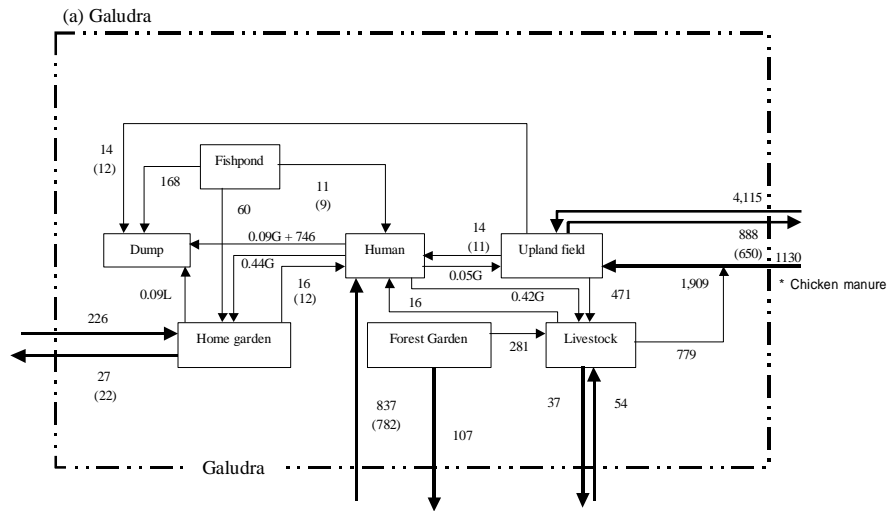 (a) Galudra
14
(12)
Fishpond
168
11
(9)
60
4,115
14
(11)
0.09G + 746
Dump
Human
Upland field
888
(650)
1130
0.44G
0.05G
0.09L
16
(12)
16
0.42G
471
1,909
* Chicken manure
226
Home garden
Forest Garden
281
Livestock
779
27
(22)
837
(782)
107
37
54
Galudra